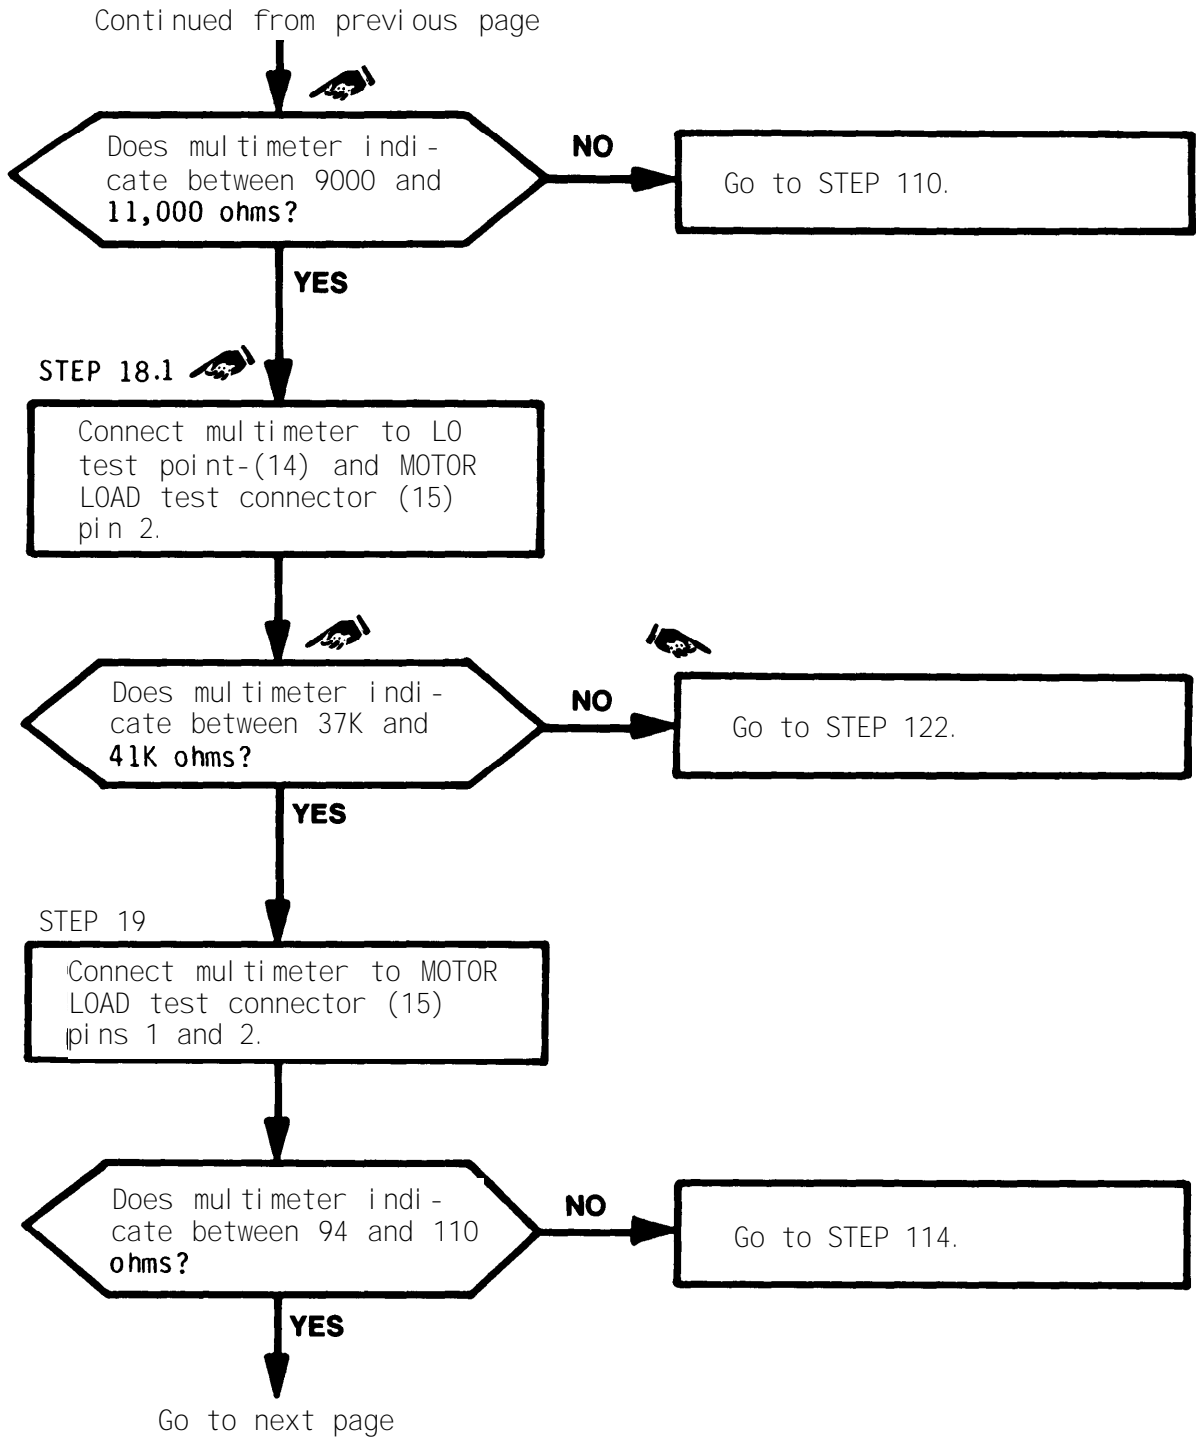 Continued from previous page
Does multimeter indi-
cate between 9000 and
11,000 ohms?
NO
Go to STEP 110.
YES
STEP 18.1
Connect multimeter to LO
test point-(14) and MOTOR
LOAD test connector (15)
pin 2.
Does multimeter indi-
cate between 37K and
41K ohms?
NO
Go to STEP 122.
YES
STEP 19
Connect multimeter to MOTOR
LOAD test connector (15)
pins 1 and 2.
Does multimeter indi-
cate between 94 and 110
ohms?
NO
Go to STEP 114.
YES
Go to next page